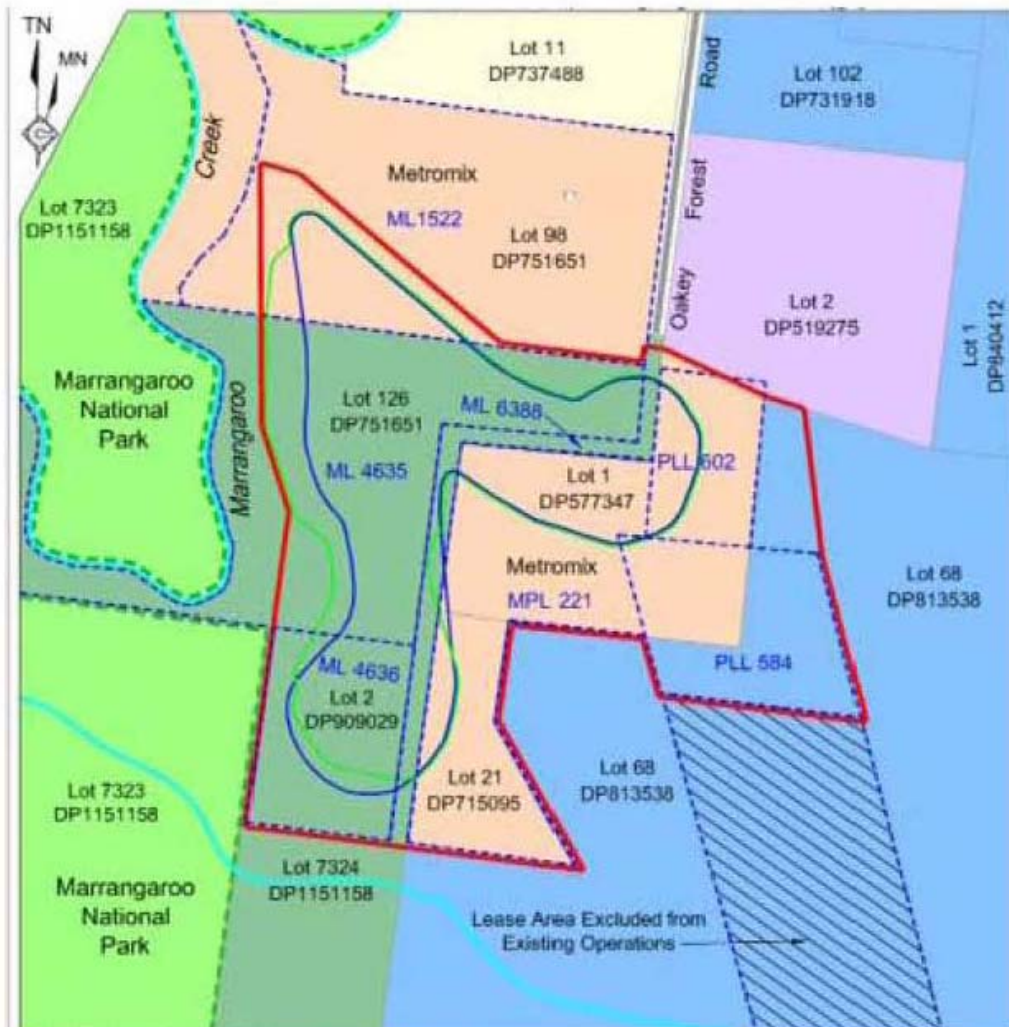 TN
MN
Lot 11
DP737488
Road
Lot 102
DP731918
Creek
Metromix
ML1522
Forest
Lot 7323
DP1151158
Lot 98
DP751651
Oakey
Lot 2
DP519275
Lot 1
DP840412
Marrangaroo
National
Park
Marrangaroo
Lot 126
DP751651
ML 6388
ML 4635
PLL 602
Lot 1
DP577347
Metromix
MPL 221
Lot 68
DP813538
PLL 584
ML 4636
Lot 2
DP909029
Lot 21
DP715095
Lot 68
DP813538
Lot 7323
DP1151158
Lot 7324
DP1151158
Marrangaroo
National
Park
Lease Area Excluded from
Existing Operations